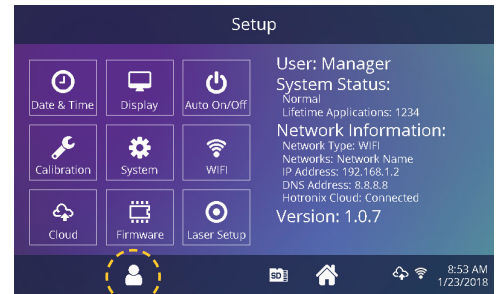 Setup
Date & Time
Display
Auto On/Off
Calibration
System
WIFI
Cloud
Firmware
Laser Setup
User: Manager
System Status:
Normal
Lifetime Applications: 1234
Network Information:
Network Type: WIFI
Networks: Network Name
IP Address: 192.168.1.2
DNS Address: 8.8.8.8
Hotronix Cloud: Connected
Version: 1.0.7
SD
8:53 AM
1/23/2018